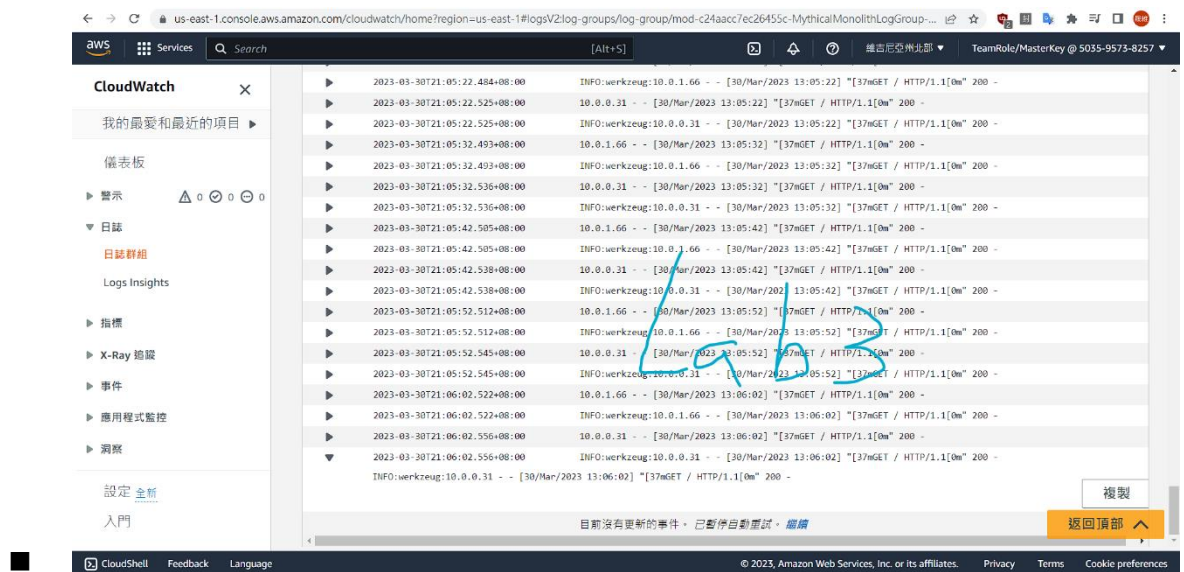 us-east-1.console.aws.amazon.com/cloudwatch/home?region=us-east-1#logsV2:log-groups/log-group/mod-c24aacc7ec26455c-MythicalMonolithLogGroup-...
aws Services Search [Alt+S] 維吉尼亞州北部 ▼ TeamRole/MasterKey @ 5035-9573-8257 ▼
CloudWatch
我的最愛和最近的項目
儀表板
警示 0 0 0
日誌
日誌群組
Logs Insights
指標
X-Ray 追蹤
事件
應用程式監控
洞察
設定 全新
入門
2023-03-30T21:05:22.484+08:00 INFO:werkzeug:10.0.1.66 - - [30/Mar/2023 13:05:22] "[37mGET / HTTP/1.1[0m" 200 -
2023-03-30T21:05:22.525+08:00 10.0.0.31 - - [30/Mar/2023 13:05:22] "[37mGET / HTTP/1.1[0m" 200 -
2023-03-30T21:05:22.525+08:00 INFO:werkzeug:10.0.0.31 - - [30/Mar/2023 13:05:22] "[37mGET / HTTP/1.1[0m" 200 -
2023-03-30T21:05:32.493+08:00 10.0.1.66 - - [30/Mar/2023 13:05:32] "[37mGET / HTTP/1.1[0m" 200 -
2023-03-30T21:05:32.493+08:00 INFO:werkzeug:10.0.1.66 - - [30/Mar/2023 13:05:32] "[37mGET / HTTP/1.1[0m" 200 -
2023-03-30T21:05:32.536+08:00 10.0.0.31 - - [30/Mar/2023 13:05:32] "[37mGET / HTTP/1.1[0m" 200 -
2023-03-30T21:05:32.536+08:00 INFO:werkzeug:10.0.0.31 - - [30/Mar/2023 13:05:32] "[37mGET / HTTP/1.1[0m" 200 -
2023-03-30T21:05:42.505+08:00 10.0.1.66 - - [30/Mar/2023 13:05:42] "[37mGET / HTTP/1.1[0m" 200 -
2023-03-30T21:05:42.505+08:00 INFO:werkzeug:10.0.1.66 - - [30/Mar/2023 13:05:42] "[37mGET / HTTP/1.1[0m" 200 -
2023-03-30T21:05:42.538+08:00 10.0.0.31 - - [30/Mar/2023 13:05:42] "[37mGET / HTTP/1.1[0m" 200 -
2023-03-30T21:05:42.538+08:00 INFO:werkzeug:10.0.0.31 - - [30/Mar/2023 13:05:42] "[37mGET / HTTP/1.1[0m" 200 -
2023-03-30T21:05:52.512+08:00 10.0.1.66 - - [30/Mar/2023 13:05:52] "[37mGET / HTTP/1.1[0m" 200 -
2023-03-30T21:05:52.512+08:00 INFO:werkzeug:10.0.1.66 - - [30/Mar/2023 13:05:52] "[37mGET / HTTP/1.1[0m" 200 -
2023-03-30T21:05:52.545+08:00 10.0.0.31 - - [30/Mar/2023 13:05:52] "[37mGET / HTTP/1.1[0m" 200 -
2023-03-30T21:05:52.545+08:00 INFO:werkzeug:10.0.0.31 - - [30/Mar/2023 13:05:52] "[37mGET / HTTP/1.1[0m" 200 -
2023-03-30T21:06:02.522+08:00 10.0.1.66 - - [30/Mar/2023 13:06:02] "[37mGET / HTTP/1.1[0m" 200 -
2023-03-30T21:06:02.522+08:00 INFO:werkzeug:10.0.1.66 - - [30/Mar/2023 13:06:02] "[37mGET / HTTP/1.1[0m" 200 -
2023-03-30T21:06:02.556+08:00 10.0.0.31 - - [30/Mar/2023 13:06:02] "[37mGET / HTTP/1.1[0m" 200 -
2023-03-30T21:06:02.556+08:00 INFO:werkzeug:10.0.0.31 - - [30/Mar/2023 13:06:02] "[37mGET / HTTP/1.1[0m" 200 -
INFO:werkzeug:10.0.0.31 - - [30/Mar/2023 13:06:02] "[37mGET / HTTP/1.1[0m" 200 -
Lab3
複製
目前沒有更新的事件。 已暫停自動重試。 繼續
返回頂部
CloudShell Feedback Language © 2023, Amazon Web Services, Inc. or its affiliates. Privacy Terms Cookie preferences